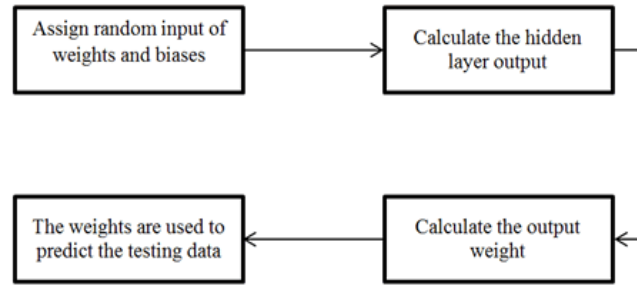 Assign random input of
weights and biases
Calculate the hidden
layer output
Calculate the output
weight
The weights are used to
predict the testing data